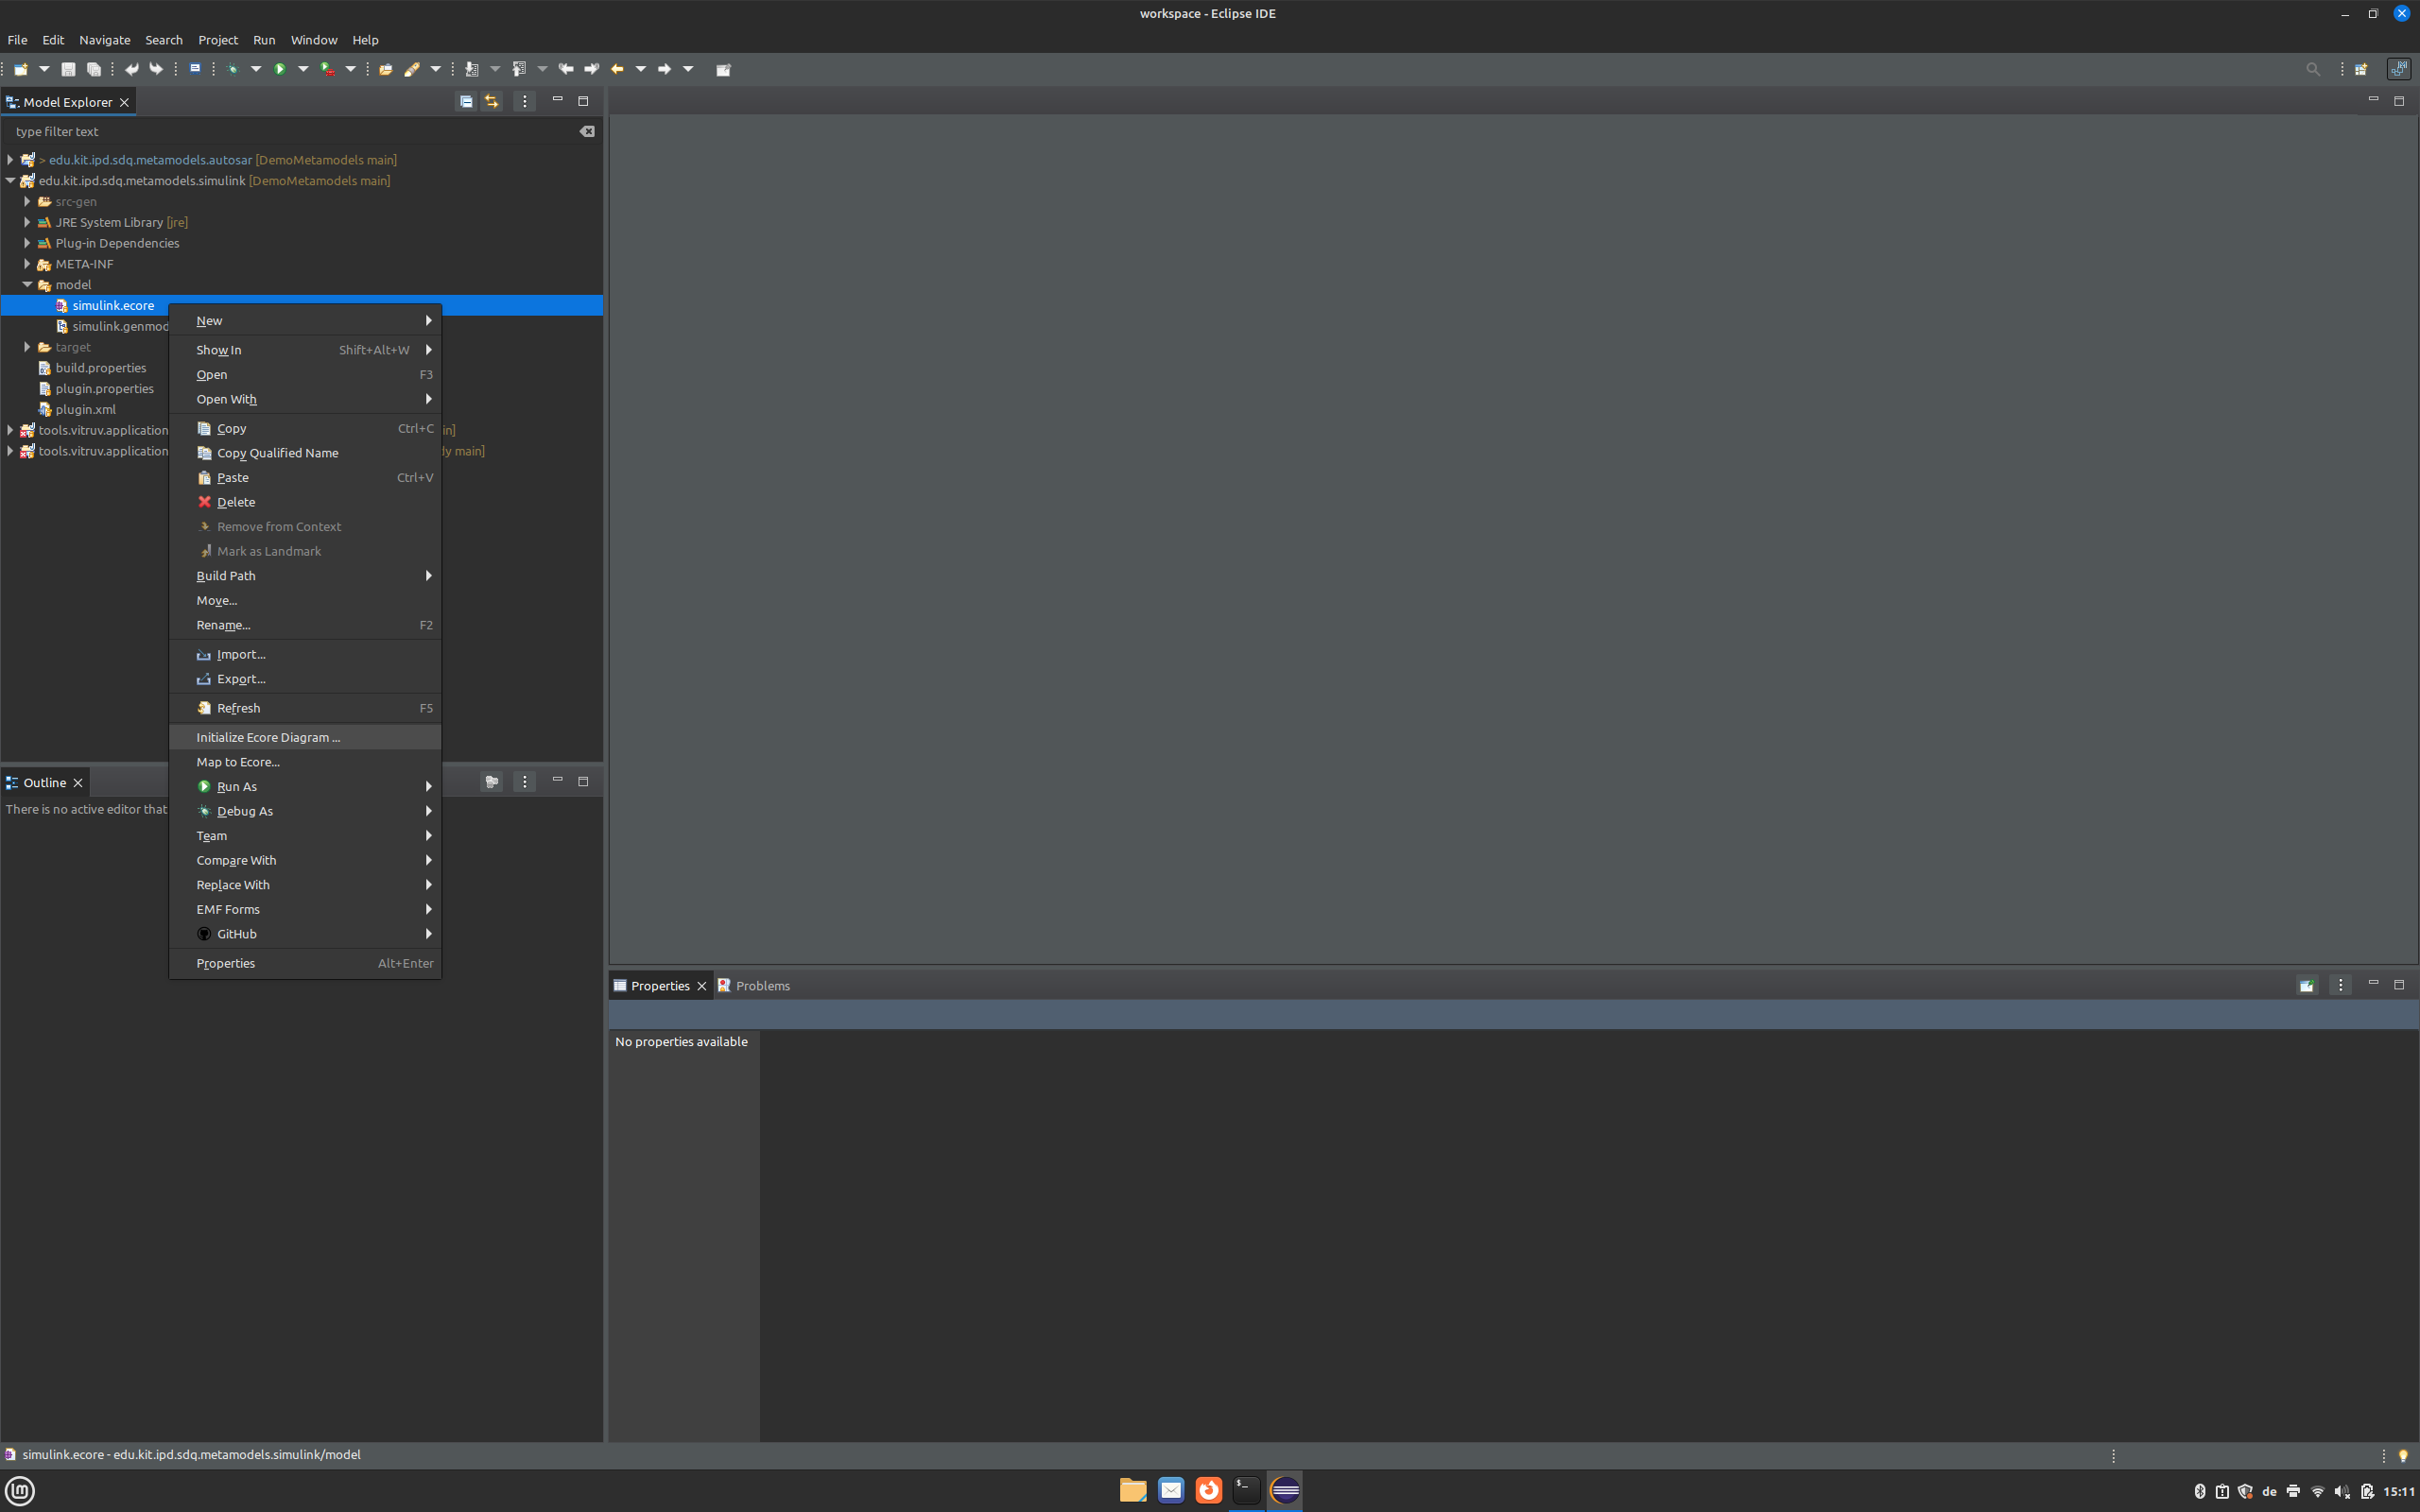 workspace - Eclipse IDE
File Edit Navigate Search Project Run Window Help
Model Explorer
type filter text
> edu.kit.ipd.sdq.metamodels.autosar [DemoMetamodels main]
edu.kit.ipd.sdq.metamodels.simulink [DemoMetamodels main]
src-gen
JRE System Library [jre]
Plug-in Dependencies
META-INF
model
simulink.ecore
simulink.genmod
target
build.properties
plugin.properties
plugin.xml
tools.vitruv.application in]
tools.vitruv.application ly main]
New
Show In Shift+Alt+W
Open F3
Open With
Copy Ctrl+C
Copy Qualified Name
Paste Ctrl+V
Delete
Remove from Context
Mark as Landmark
Build Path
Move...
Rename... F2
Import...
Export...
Refresh F5
Initialize Ecore Diagram ...
Map to Ecore...
Run As
Debug As
Team
Compare With
Replace With
EMF Forms
GitHub
Properties Alt+Enter
Outline
There is no active editor that
Properties Problems
No properties available
simulink.ecore - edu.kit.ipd.sdq.metamodels.simulink/model
de 15:11